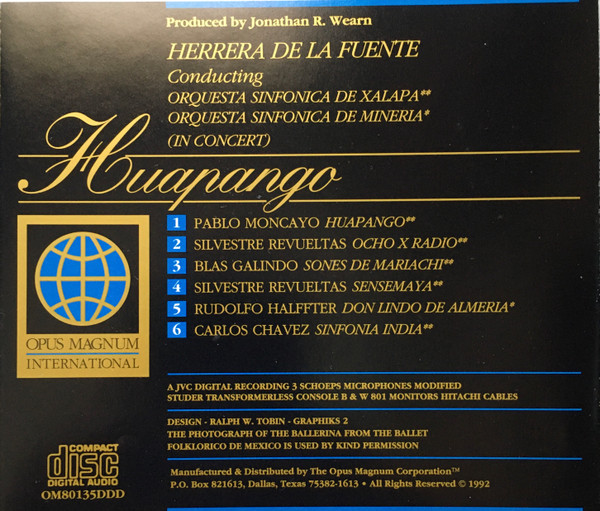 Produced by Jonathan R. Wearn
HERRERA DE LA FUENTE
Conducting
ORQUESTA SINFONICA DE XALAPA**
ORQUESTA SINFONICA DE MINERIA*
(IN CONCERT)
Huapango
1 PABLO MONCAYO HUAPANGO**
2 SILVESTRE REVUELTAS OCHO X RADIO**
3 BLAS GALINDO SONES DE MARIACHI**
4 SILVESTRE REVUELTAS SENSEMAYA**
5 RUDOLFO HALFFTER DON LINDO DE ALMERIA*
6 CARLOS CHAVEZ SINFONIA INDIA**
OPUS MAGNUM
INTERNATIONAL
A JVC DIGITAL RECORDING 3 SCHOEPS MICROPHONES MODIFIED
STUDER TRANSFORMERLESS CONSOLE B & W 801 MONITORS HITACHI CABLES
DESIGN - RALPH W. TOBIN - GRAPHIKS 2
THE PHOTOGRAPH OF THE BALLERINA FROM THE BALLET
FOLKLORICO DE MEXICO IS USED BY KIND PERMISSION
COMPACT
disc
DIGITAL AUDIO
OM80135DDD
Manufactured & Distributed by The Opus Magnum Corporation™
P.O. Box 821613, Dallas, Texas 75382-1613 • All Rights Reserved © 1992